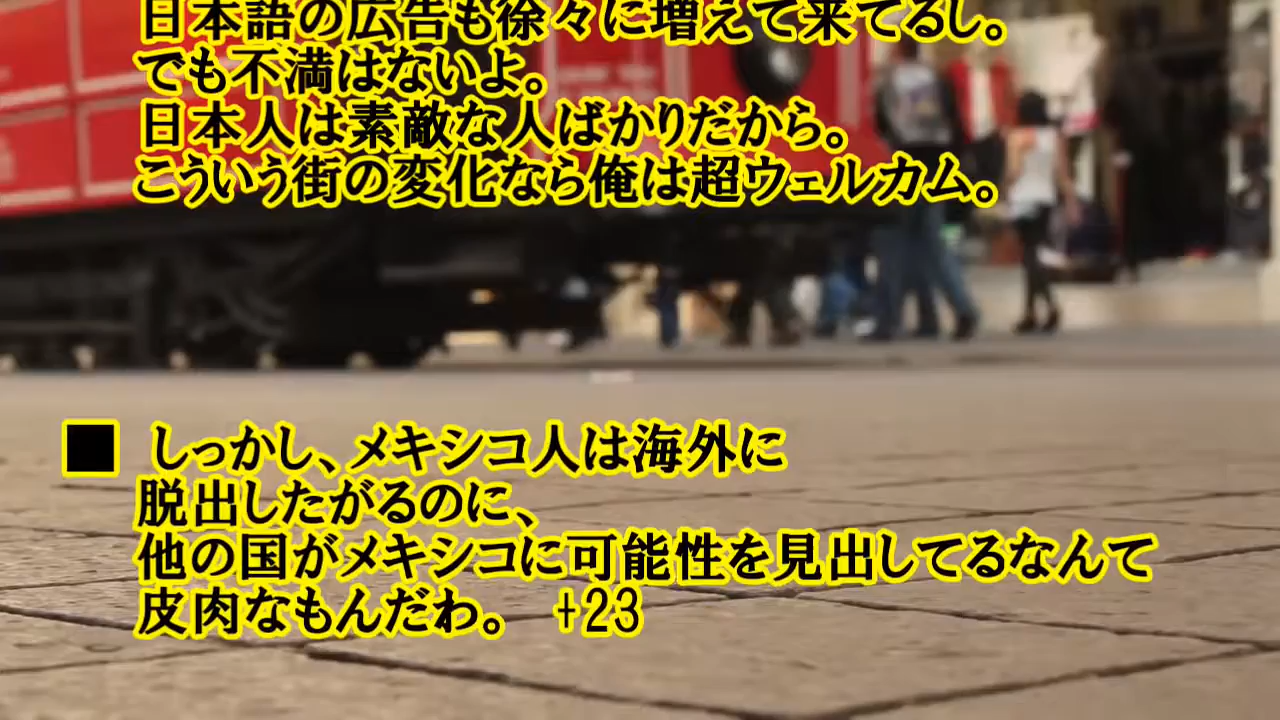 日本語の広告も徐々に増えて来てるし。
でも不満はないよ。
日本人は素敵な人ばかりだから。
こういう街の変化なら俺は超ウェルカム。
■ しっかし、メキシコ人は海外に
脱出したがるのに、
他の国がメキシコに可能性を見出してるなんて
皮肉なもんだわ。 +23